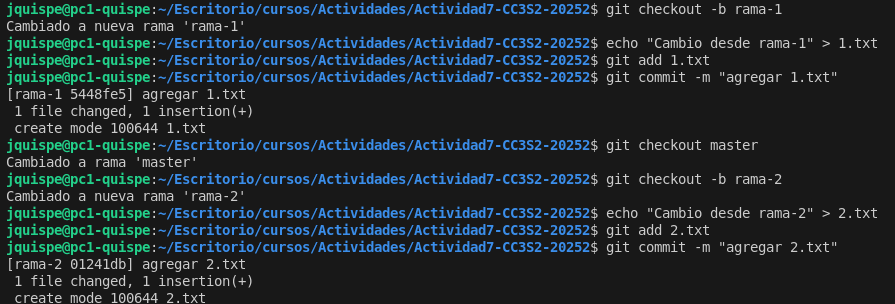 jquispe@pc1-quispe:~/Escritorio/cursos/Actividades/Actividad7-CC3S2-20252$ git checkout -b rama-1
Cambiado a nueva rama 'rama-1'
jquispe@pc1-quispe:~/Escritorio/cursos/Actividades/Actividad7-CC3S2-20252$ echo "Cambio desde rama-1" > 1.txt
jquispe@pc1-quispe:~/Escritorio/cursos/Actividades/Actividad7-CC3S2-20252$ git add 1.txt
jquispe@pc1-quispe:~/Escritorio/cursos/Actividades/Actividad7-CC3S2-20252$ git commit -m "agregar 1.txt"
[rama-1 5448fe5] agregar 1.txt
 1 file changed, 1 insertion(+)
 create mode 100644 1.txt
jquispe@pc1-quispe:~/Escritorio/cursos/Actividades/Actividad7-CC3S2-20252$ git checkout master
Cambiado a rama 'master'
jquispe@pc1-quispe:~/Escritorio/cursos/Actividades/Actividad7-CC3S2-20252$ git checkout -b rama-2
Cambiado a nueva rama 'rama-2'
jquispe@pc1-quispe:~/Escritorio/cursos/Actividades/Actividad7-CC3S2-20252$ echo "Cambio desde rama-2" > 2.txt
jquispe@pc1-quispe:~/Escritorio/cursos/Actividades/Actividad7-CC3S2-20252$ git add 2.txt
jquispe@pc1-quispe:~/Escritorio/cursos/Actividades/Actividad7-CC3S2-20252$ git commit -m "agregar 2.txt"
[rama-2 01241db] agregar 2.txt
 1 file changed, 1 insertion(+)
 create mode 100644 2.txt